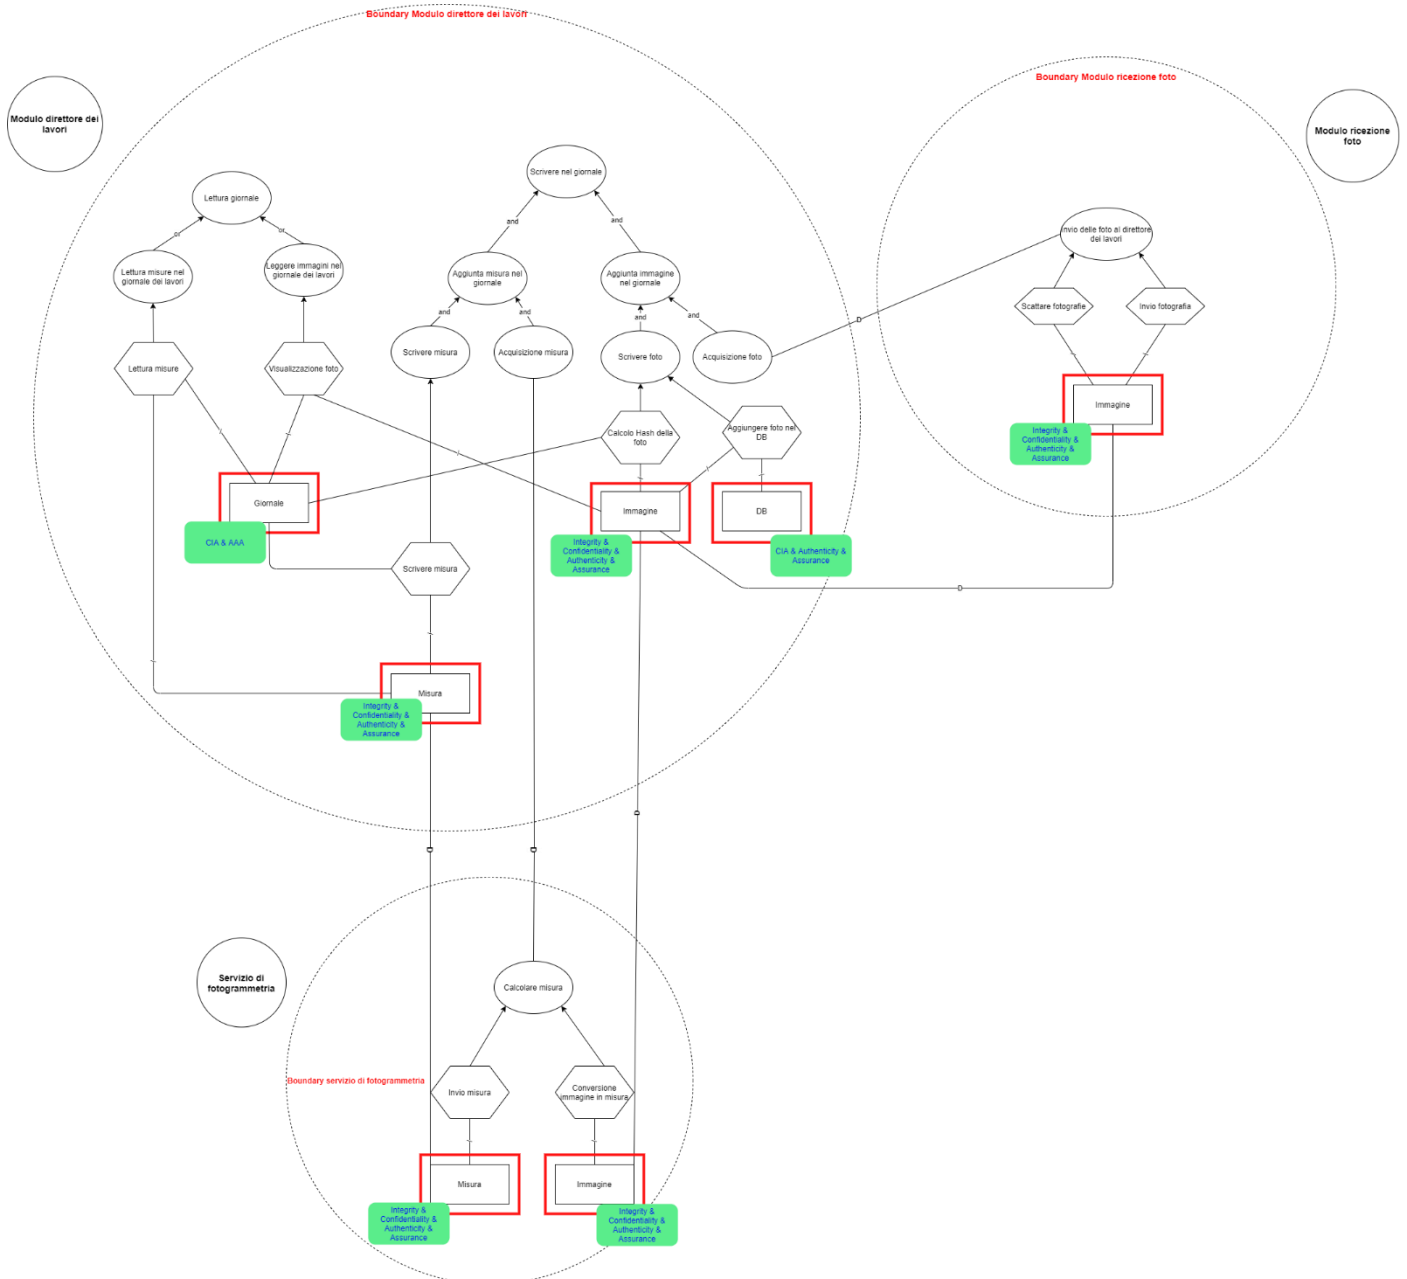 Boundary Modulo direttore dei lavori
Boundary Modulo ricezione foto
Modulo direttore dei
lavori
Modulo ricezione
foto
Scrivere nel giornale
Lettura giornale
and
and
or
or
Invio delle foto al direttore
dei lavori
Lettura misure nel
giornale dei lavori
Leggere immagini nel
giornale dei lavori
Aggiunta misura nel
giornale
Aggiunta immagine
nel giornale
Scattare fotografie
Invio fotografia
and
and
and
and
D
Scrivere misura
Acquisizione misura
Scrivere foto
Acquisizione foto
Lettura misure
Visualizzazione foto
Immagine
Integrity &
Confidentiality &
Authenticity &
Assurance
Calcolo Hash della
foto
Aggiungere foto nel
DB
Giornale
CIA & AAA
Immagine
Integrity &
Confidentiality &
Authenticity &
Assurance
DB
CIA & Authenticity &
Assurance
Scrivere misura
D
Misura
Integrity &
Confidentiality &
Authenticity &
Assurance
D
D
D
Servizio di
fotogrammetria
Calcolare misura
Boundary servizio di fotogrammetria
Invio misura
Conversione
immagine in misura
Misura
Integrity &
Confidentiality &
Authenticity &
Assurance
Immagine
Integrity &
Confidentiality &
Authenticity &
Assurance